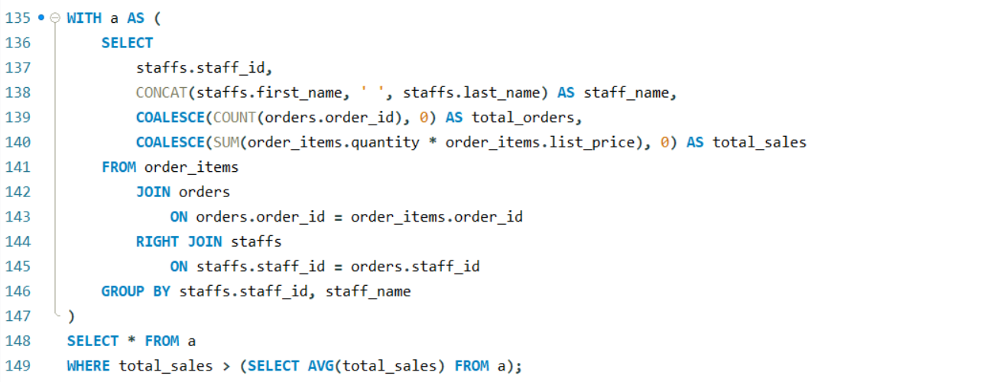 135 WITH a AS (
136 SELECT
137 staffs.staff_id,
138 CONCAT(staffs.first_name, ' ', staffs.last_name) AS staff_name,
139 COALESCE(COUNT(orders.order_id), 0) AS total_orders,
140 COALESCE(SUM(order_items.quantity * order_items.list_price), 0) AS total_sales
141 FROM order_items
142 JOIN orders
143 ON orders.order_id = order_items.order_id
144 RIGHT JOIN staffs
145 ON staffs.staff_id = orders.staff_id
146 GROUP BY staffs.staff_id, staff_name
147 )
148 SELECT * FROM a
149 WHERE total_sales > (SELECT AVG(total_sales) FROM a);